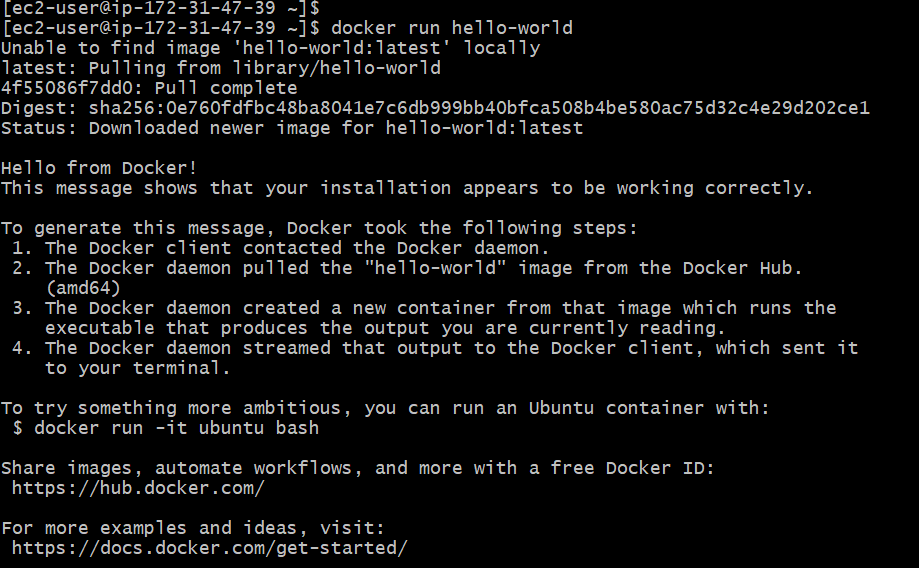 [ec2-user@ip-172-31-47-39 ~]$
[ec2-user@ip-172-31-47-39 ~]$ docker run hello-world
Unable to find image 'hello-world:latest' locally
latest: Pulling from library/hello-world
4f55086f7dd0: Pull complete
Digest: sha256:0e760fdfbc48ba8041e7c6db999bb40bfca508b4be580ac75d32c4e29d202ce1
Status: Downloaded newer image for hello-world:latest

Hello from Docker!
This message shows that your installation appears to be working correctly.

To generate this message, Docker took the following steps:
 1. The Docker client contacted the Docker daemon.
 2. The Docker daemon pulled the "hello-world" image from the Docker Hub.
    (amd64)
 3. The Docker daemon created a new container from that image which runs the
    executable that produces the output you are currently reading.
 4. The Docker daemon streamed that output to the Docker client, which sent it
    to your terminal.

To try something more ambitious, you can run an Ubuntu container with:
 $ docker run -it ubuntu bash

Share images, automate workflows, and more with a free Docker ID:
 https://hub.docker.com/

For more examples and ideas, visit:
 https://docs.docker.com/get-started/